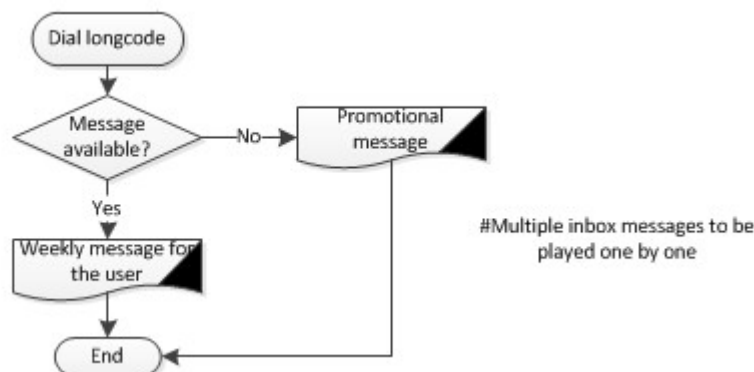 Dial longcode
Message
available?
No
Promotional
message
Yes
Weekly message for
the user
#Multiple inbox messages to be
played one by one
End